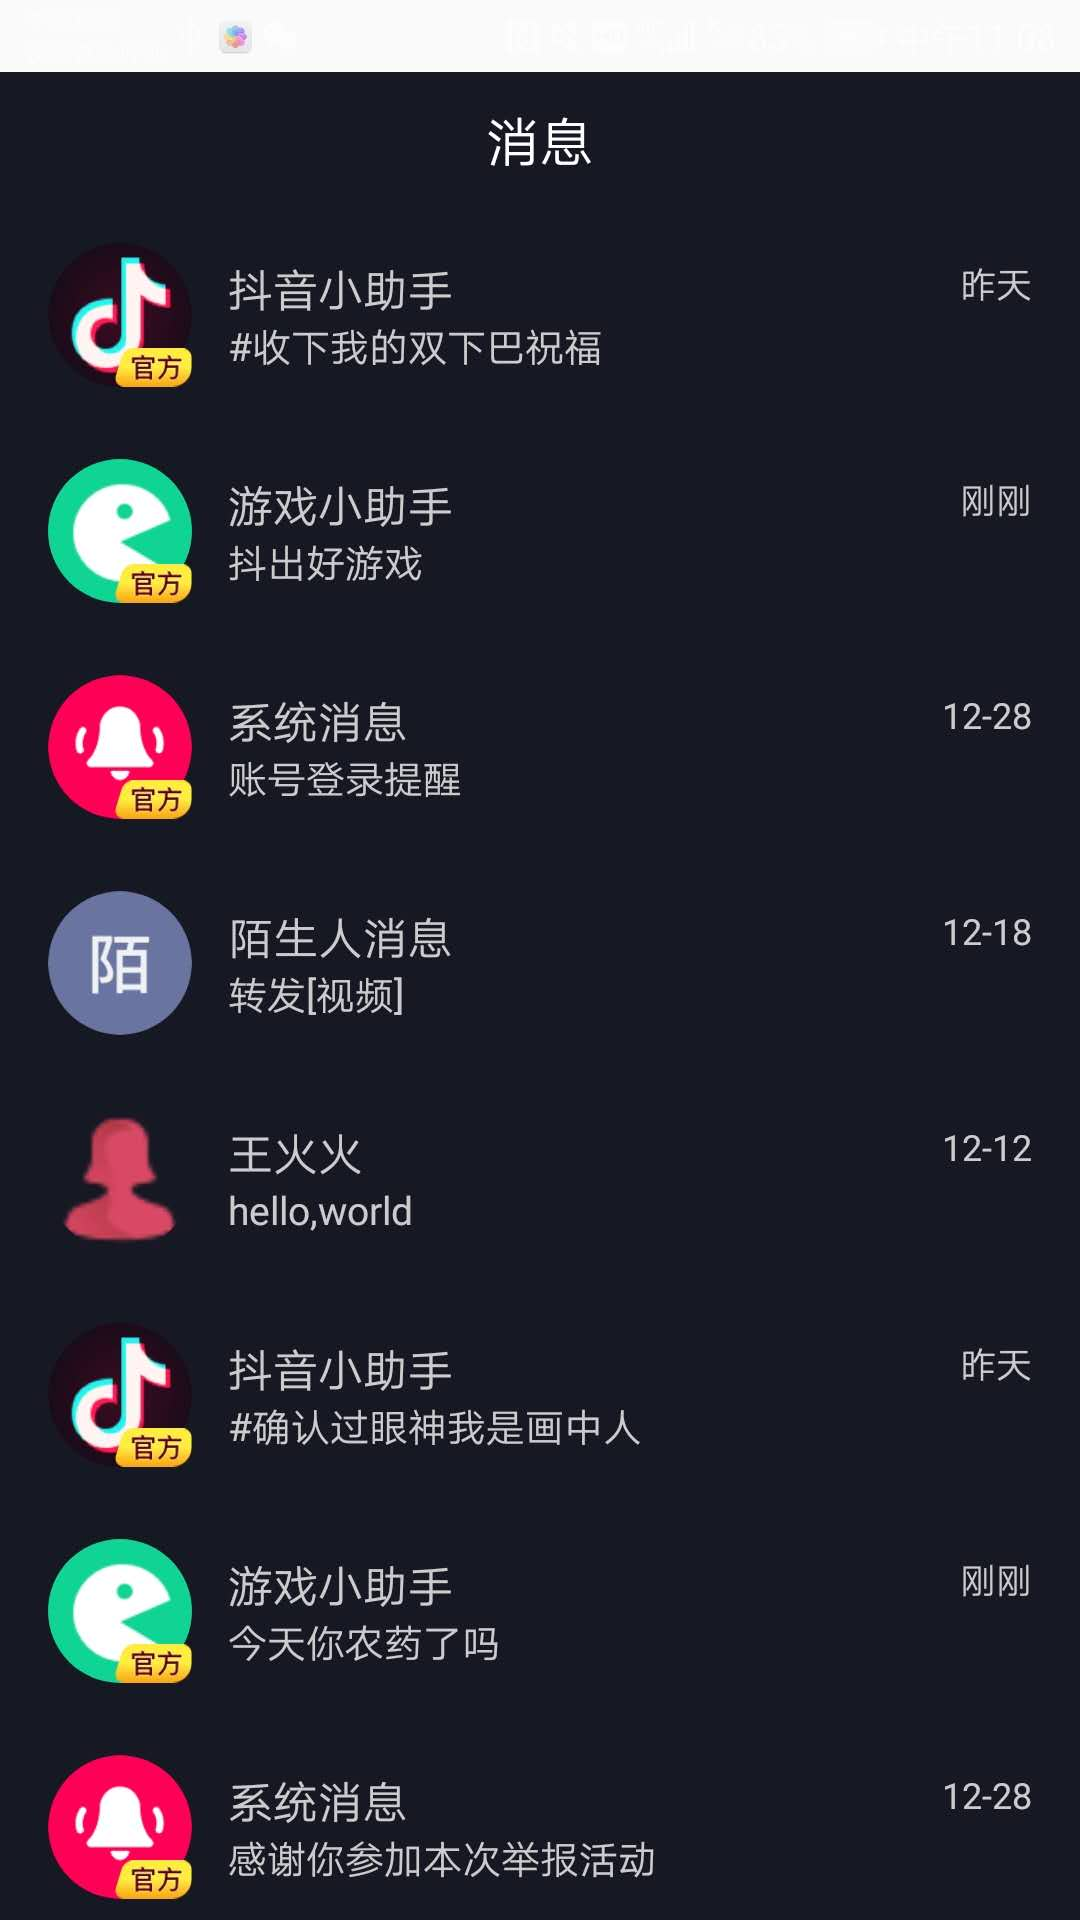 消息
抖音小助手
昨天
#收下我的双下巴祝福
官方
游戏小助手
刚刚
抖出好游戏
官方
系统消息
12-28
账号登录提醒
官方
陌
陌生人消息
12-18
转发[视频]
王火火
12-12
hello,world
抖音小助手
昨天
#确认过眼神我是画中人
官方
游戏小助手
刚刚
今天你农药了吗
官方
系统消息
12-28
感谢你参加本次举报活动
官方